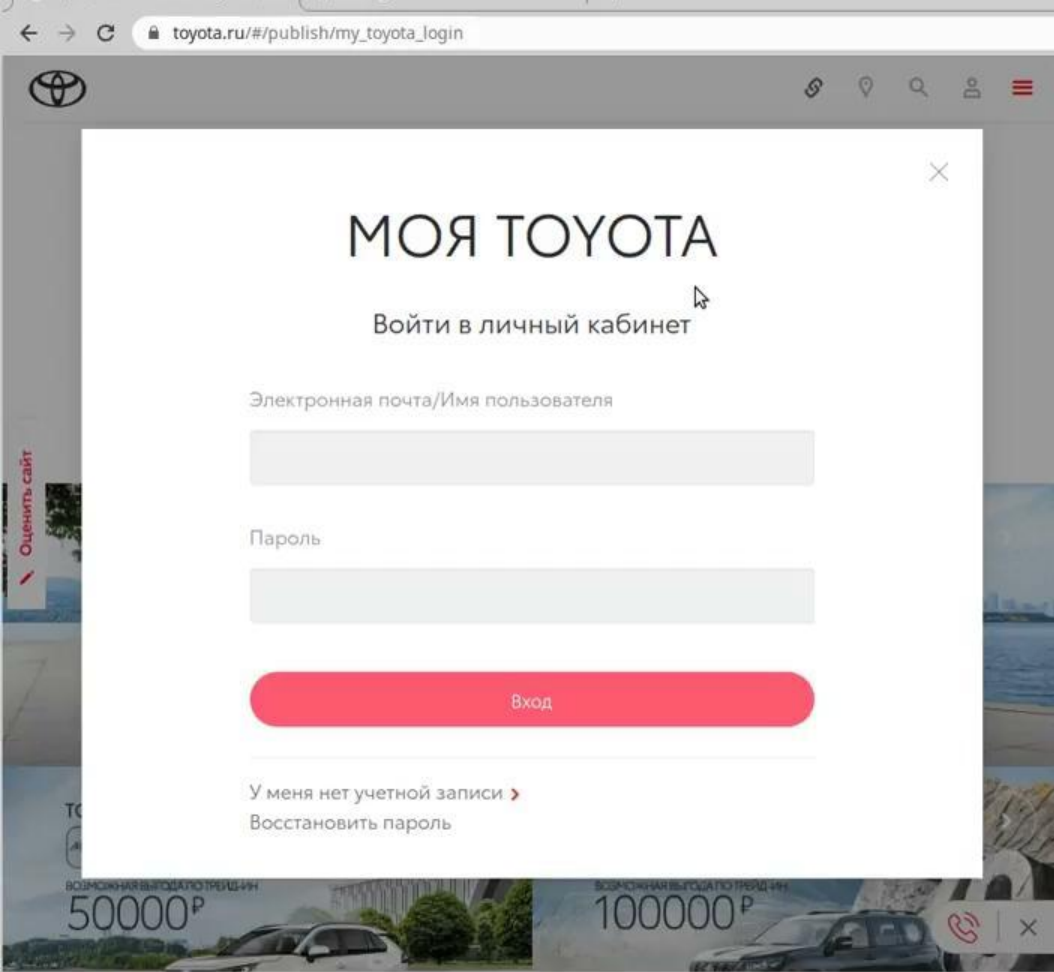 toyota.ru/#/publish/my_toyota_login
МОЯ TOYOTA
Войти в личный кабинет
Электронная почта/Имя пользователя
Оценить сайт
Пароль
Вход
У меня нет учетной записи
Восстановить пароль
ВОЗМОЖНАЯ ВЫГОДА ПО ТРЕЙД-ИН
50000₽
ВОЗМОЖНАЯ ВЫГОДА ПО ТРЕЙД-ИН
100000₽